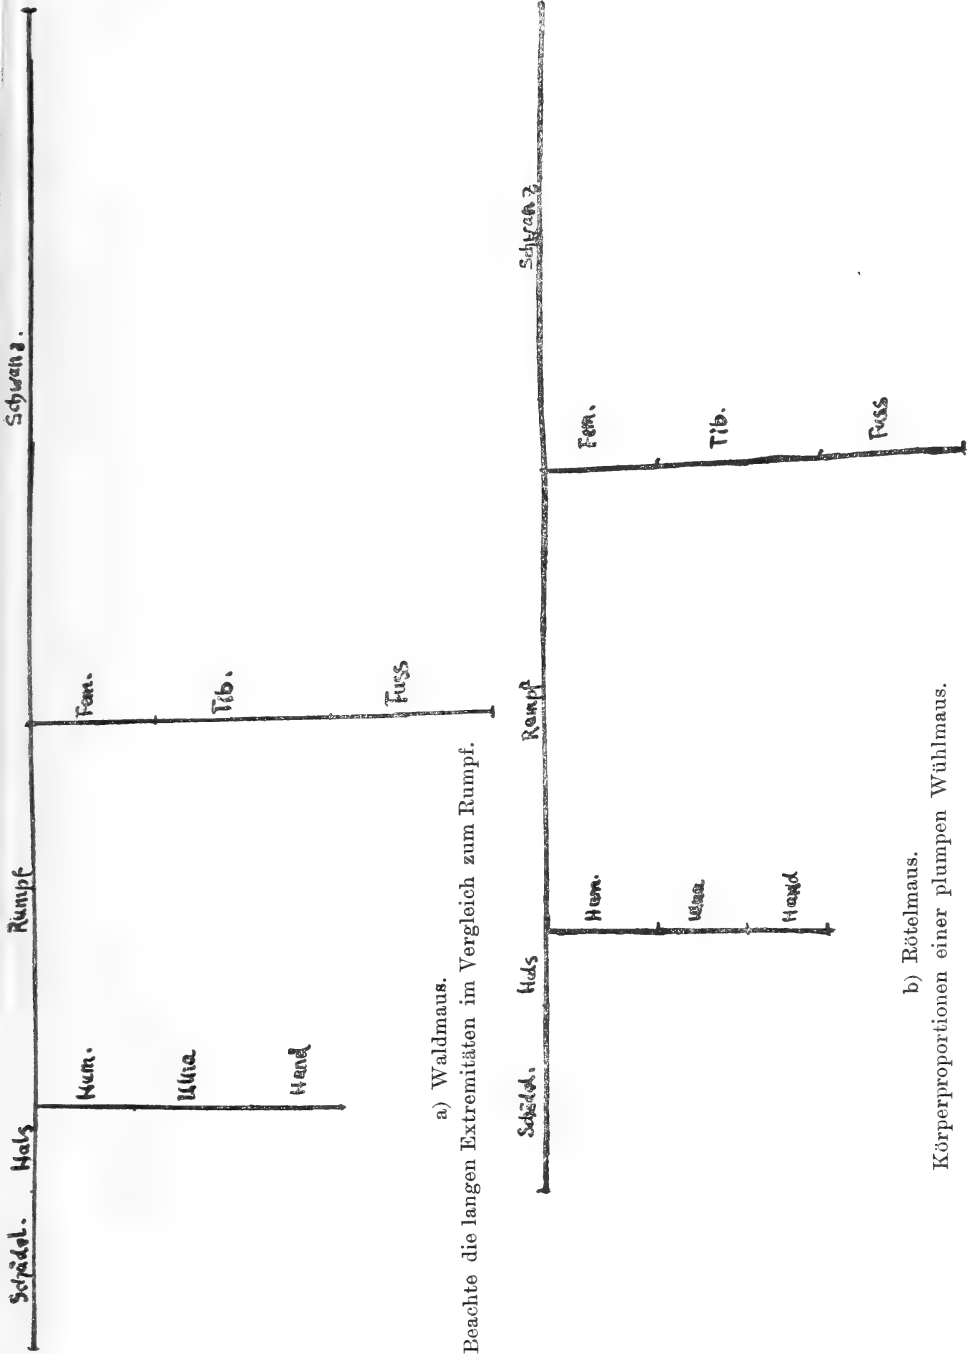 Schädel. Hals Rumpf Schwanz.
Hum. Fem.
Ulna Tib.
Hand Fuss
a) Waldmaus.
Beachte die langen Extremitäten im Vergleich zum Rumpf.
Schädel. Hals Rumpf Schwanz
Hum. Fem.
Ulna Tib.
Hand Fuss
b) Rötelmaus.
Körperproportionen einer plumpen Wühlmaus.